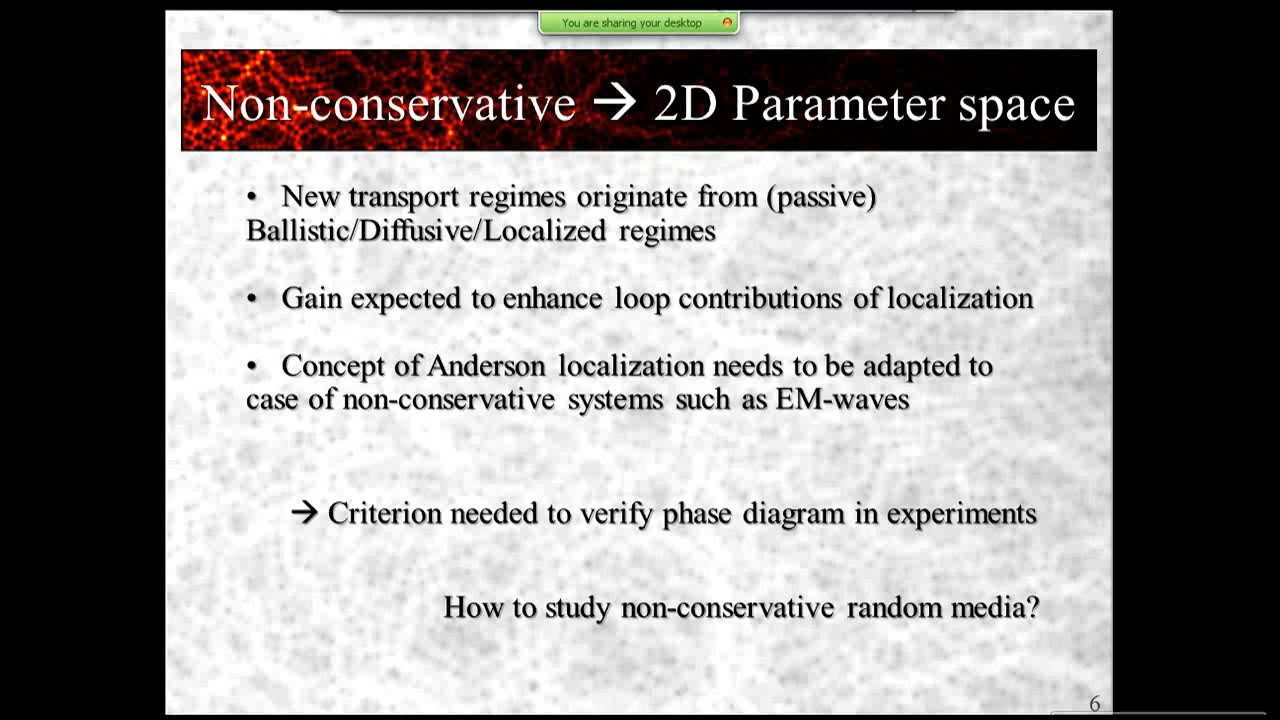 You are sharing your desktop
Non-conservative → 2D Parameter space
• New transport regimes originate from (passive)
Ballistic/Diffusive/Localized regimes
• Gain expected to enhance loop contributions of localization
• Concept of Anderson localization needs to be adapted to
case of non-conservative systems such as EM-waves
→ Criterion needed to verify phase diagram in experiments
How to study non-conservative random media?
6